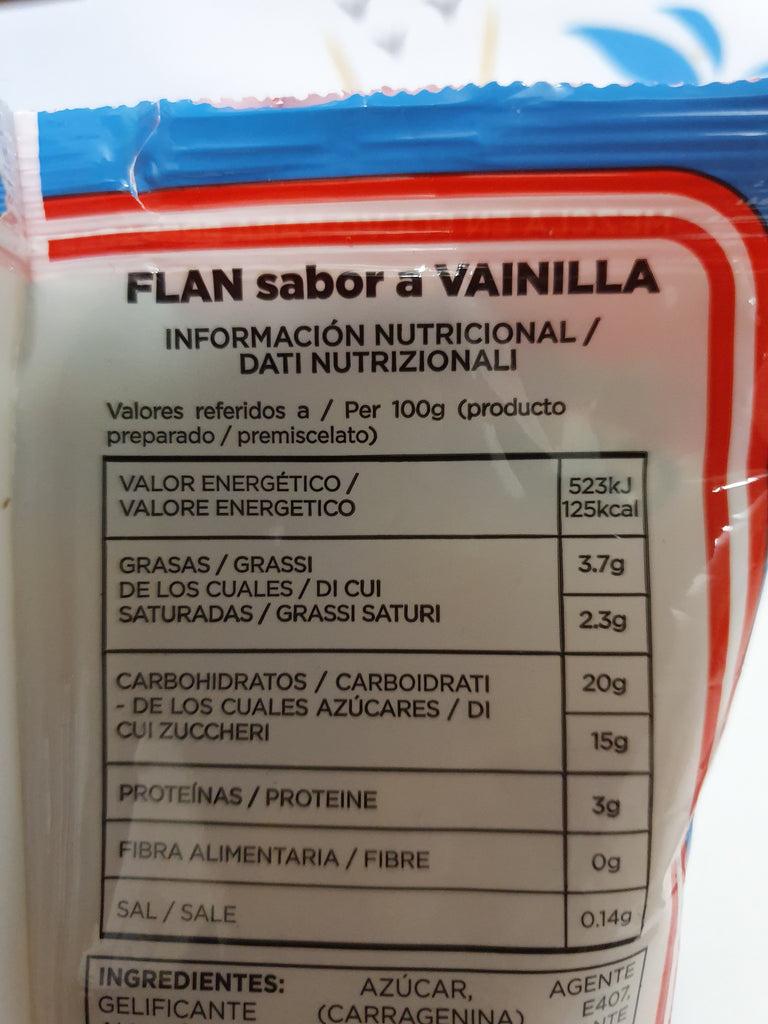 FLAN sabor a VAINILLA
INFORMACIÓN NUTRICIONAL /
DATI NUTRIZIONALI
Valores referidos a / Per 100g (producto
preparado / premiscelato)
VALOR ENERGÉTICO /
VALORE ENERGETICO
523kJ
125kcal
GRASAS / GRASSI
DE LOS CUALES / DI CUI
SATURADAS / GRASSI SATURI
3.7g
2.3g
CARBOHIDRATOS / CARBOIDRATI
- DE LOS CUALES AZÚCARES / DI
CUI ZUCCHERI
20g
15g
PROTEÍNAS / PROTEINE
3g
FIBRA ALIMENTARIA / FIBRE
0g
SAL / SALE
0.14g
INGREDIENTES: AZÚCAR, AGENTE
GELIFICANTE (CARRAGENINA) E407,